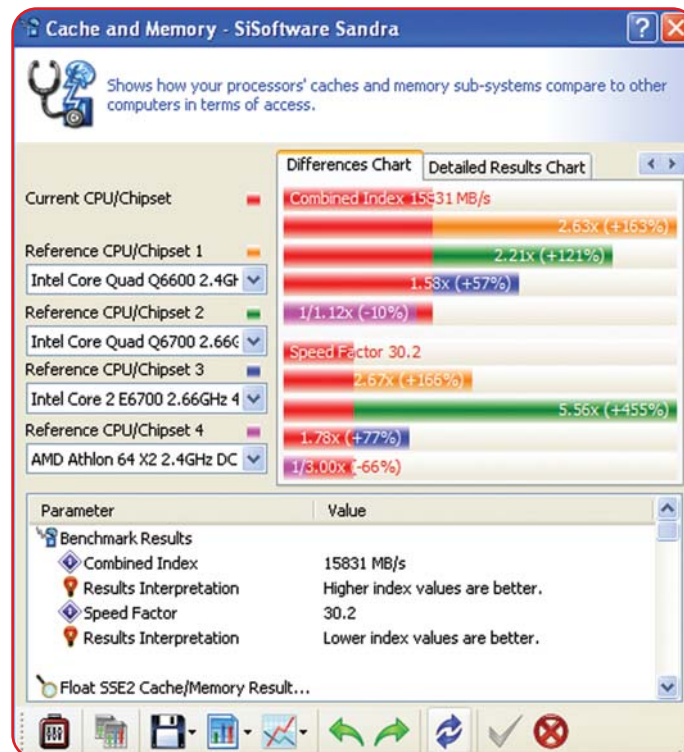 Cache and Memory - SiSoftware Sandra
Shows how your processors' caches and memory sub-systems compare to other
computers in terms of access.
Differences Chart
Detailed Results Chart
Current CPU/Chipset
Combined Index 15831 MB/s
2.63x (+163%)
Reference CPU/Chipset 1
2.21x (+121%)
Intel Core Quad Q6600 2.4GH
1.58x (+57%)
Reference CPU/Chipset 2
1/1.12x (-10%)
Intel Core Quad Q6700 2.66G
Speed Factor 30.2
Reference CPU/Chipset 3
2.67x (+166%)
Intel Core 2 E6700 2.66GHz 4
5.56x (+455%)
Reference CPU/Chipset 4
1.78x (+77%)
AMD Athlon 64 X2 2.4GHz DC
1/3.00x (-66%)
Parameter Value
Benchmark Results
Combined Index 15831 MB/s
Results Interpretation Higher index values are better.
Speed Factor 30.2
Results Interpretation Lower index values are better.
Float SSE2 Cache/Memory Result...